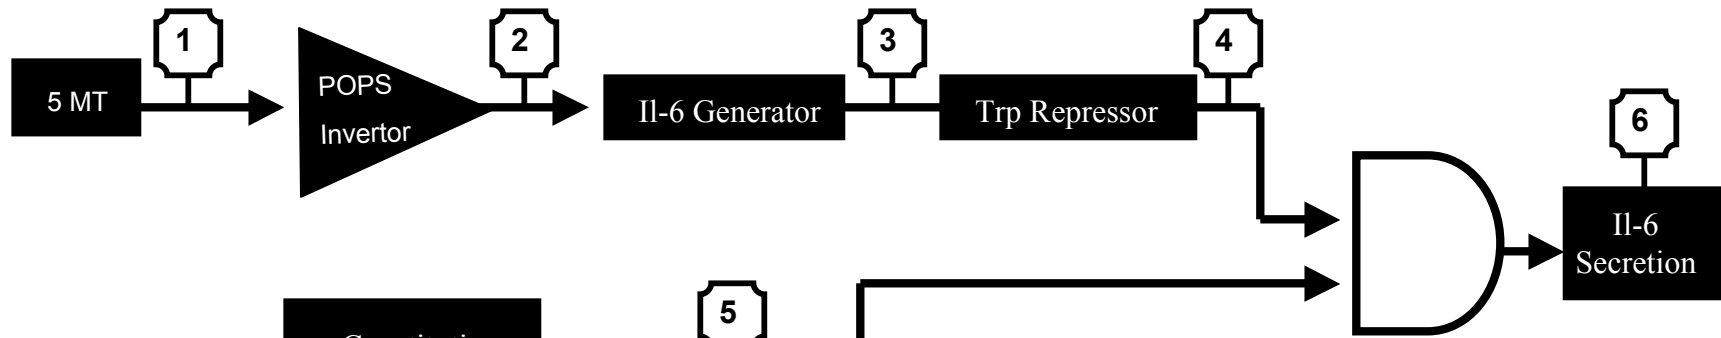 1
2
3
4
5 MT
POPS
Invertor
Il-6 Generator
Trp Repressor
6
Il-6
Secretion
5